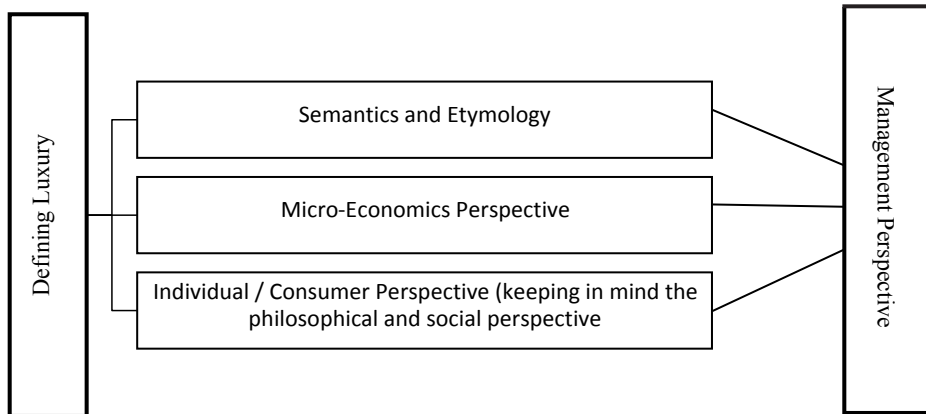 Defining Luxury
Semantics and Etymology
Micro-Economics Perspective
Individual / Consumer Perspective (keeping in mind the
philosophical and social perspective
Management Perspective